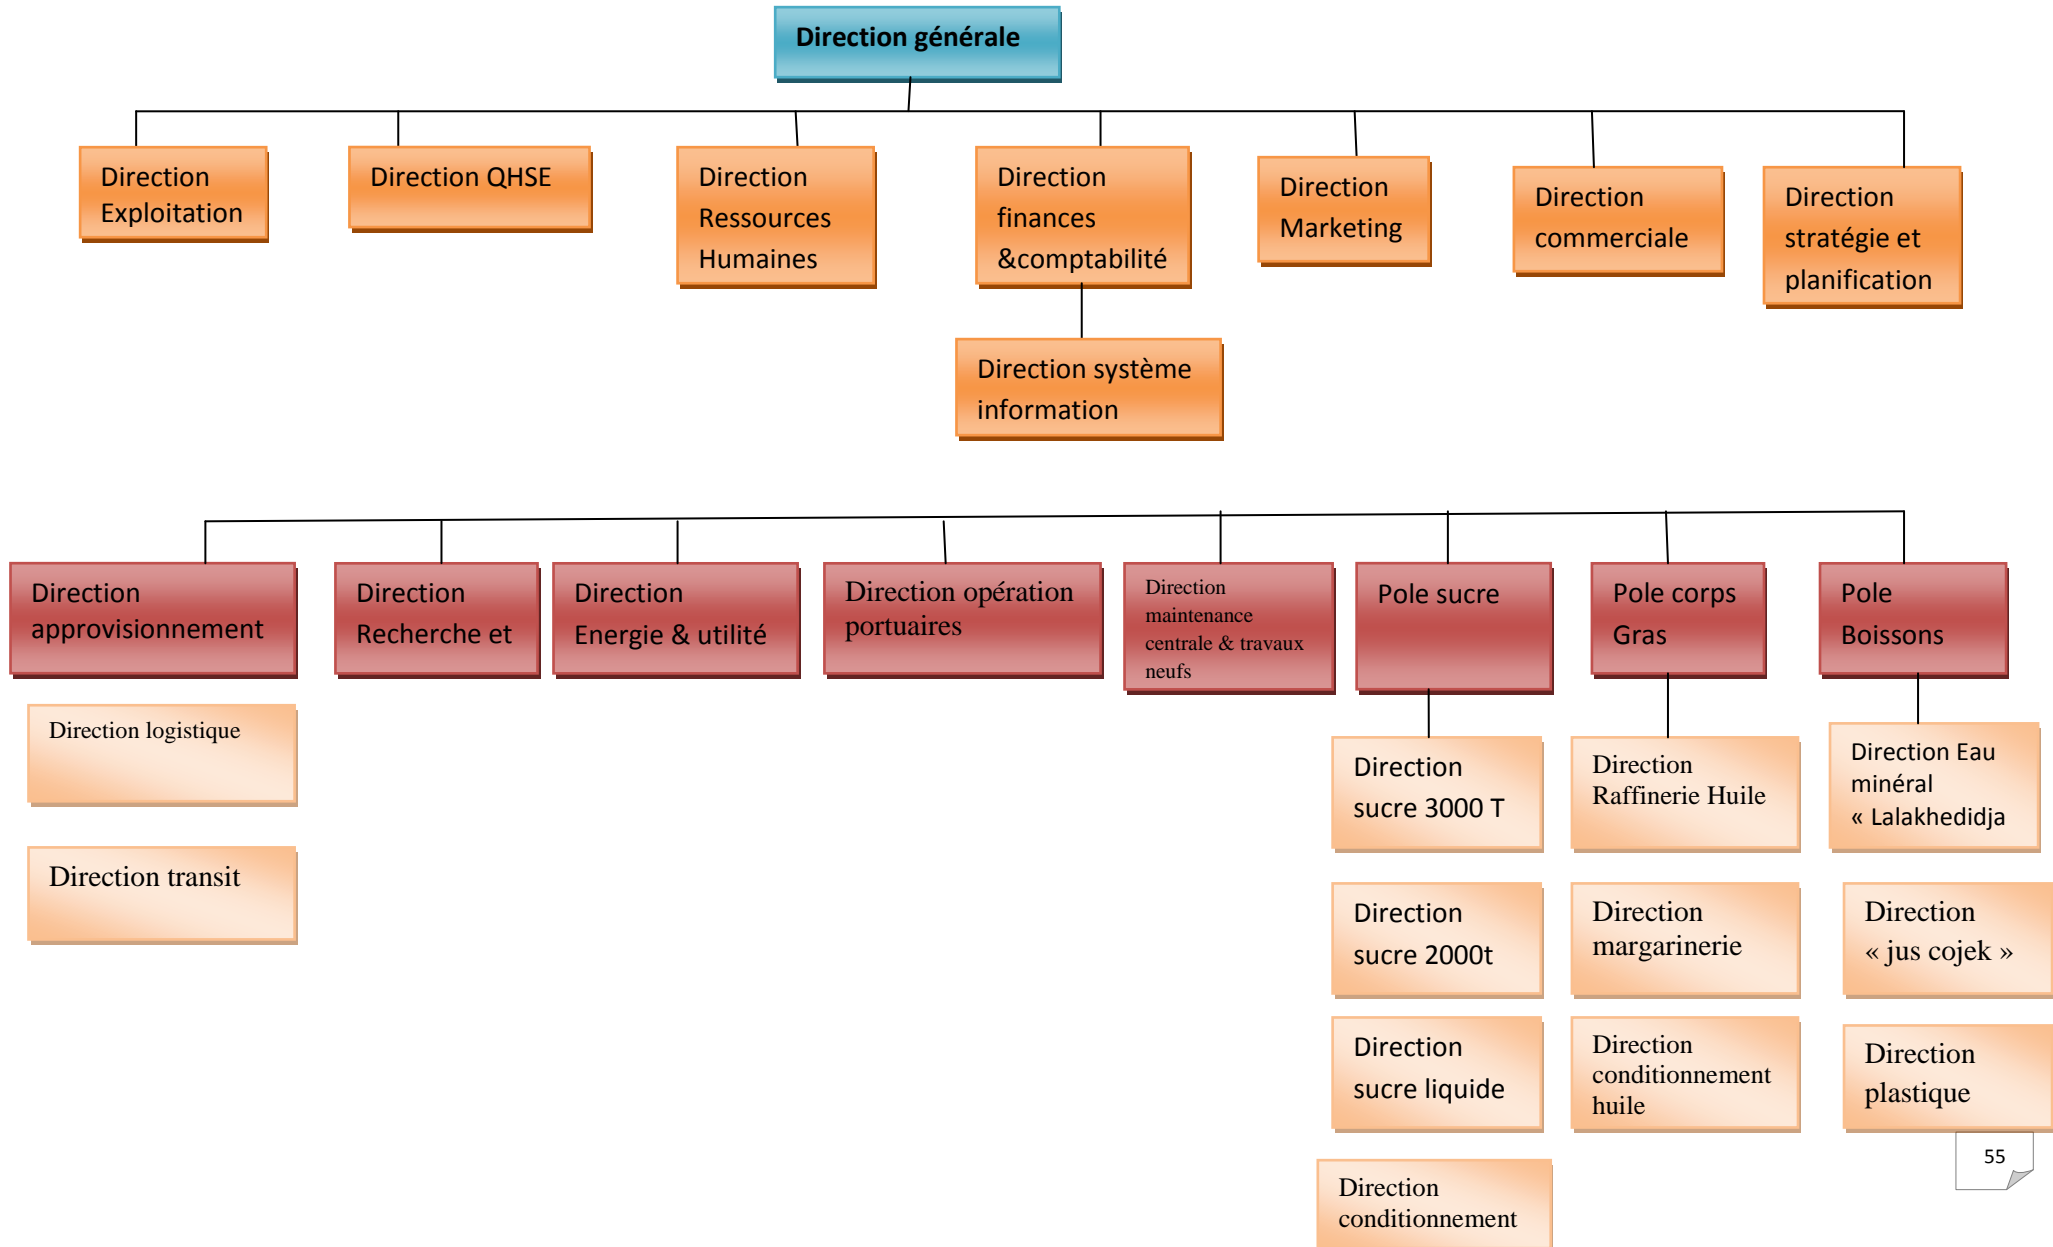 Direction générale
Direction
Exploitation
Direction QHSE
Direction
Ressources
Humaines
Direction
finances
&comptabilité
Direction
Marketing
Direction
commerciale
Direction
stratégie et
planification
Direction système
information
Direction
approvisionnement
Direction
Recherche et
Direction
Energie & utilité
Direction opération
portuaires
Direction
maintenance
centrale & travaux
neufs
Pole sucre
Pole corps
Gras
Pole
Boissons
Direction logistique
Direction transit
Direction
sucre 3000 T
Direction
sucre 2000t
Direction
sucre liquide
Direction
conditionnement
Direction
Raffinerie Huile
Direction
margarinerie
Direction
conditionnement
huile
Direction Eau
minéral
« Lalakhedidja
Direction
« jus cojek »
Direction
plastique
55